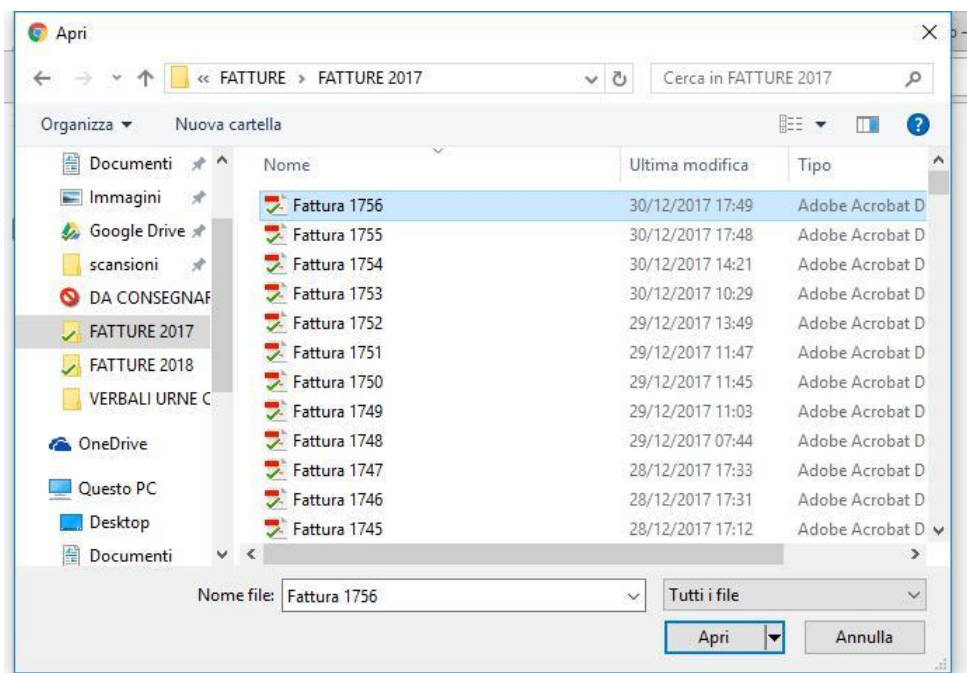 Apri
« FATTURE > FATTURE 2017
Cerca in FATTURE 2017
Organizza Nuova cartella
Documenti
Immagini
Google Drive
scansioni
DA CONSEGNAR
FATTURE 2017
FATTURE 2018
VERBALI URNE C
OneDrive
Questo PC
Desktop
Documenti
Nome Ultima modifica Tipo
Fattura 1756 30/12/2017 17:49 Adobe Acrobat D
Fattura 1755 30/12/2017 17:48 Adobe Acrobat D
Fattura 1754 30/12/2017 14:21 Adobe Acrobat D
Fattura 1753 30/12/2017 10:29 Adobe Acrobat D
Fattura 1752 29/12/2017 13:49 Adobe Acrobat D
Fattura 1751 29/12/2017 11:47 Adobe Acrobat D
Fattura 1750 29/12/2017 11:45 Adobe Acrobat D
Fattura 1749 29/12/2017 11:03 Adobe Acrobat D
Fattura 1748 29/12/2017 07:44 Adobe Acrobat D
Fattura 1747 28/12/2017 17:33 Adobe Acrobat D
Fattura 1746 28/12/2017 17:31 Adobe Acrobat D
Fattura 1745 28/12/2017 17:12 Adobe Acrobat D
Nome file: Fattura 1756 Tutti i file
Apri Annulla